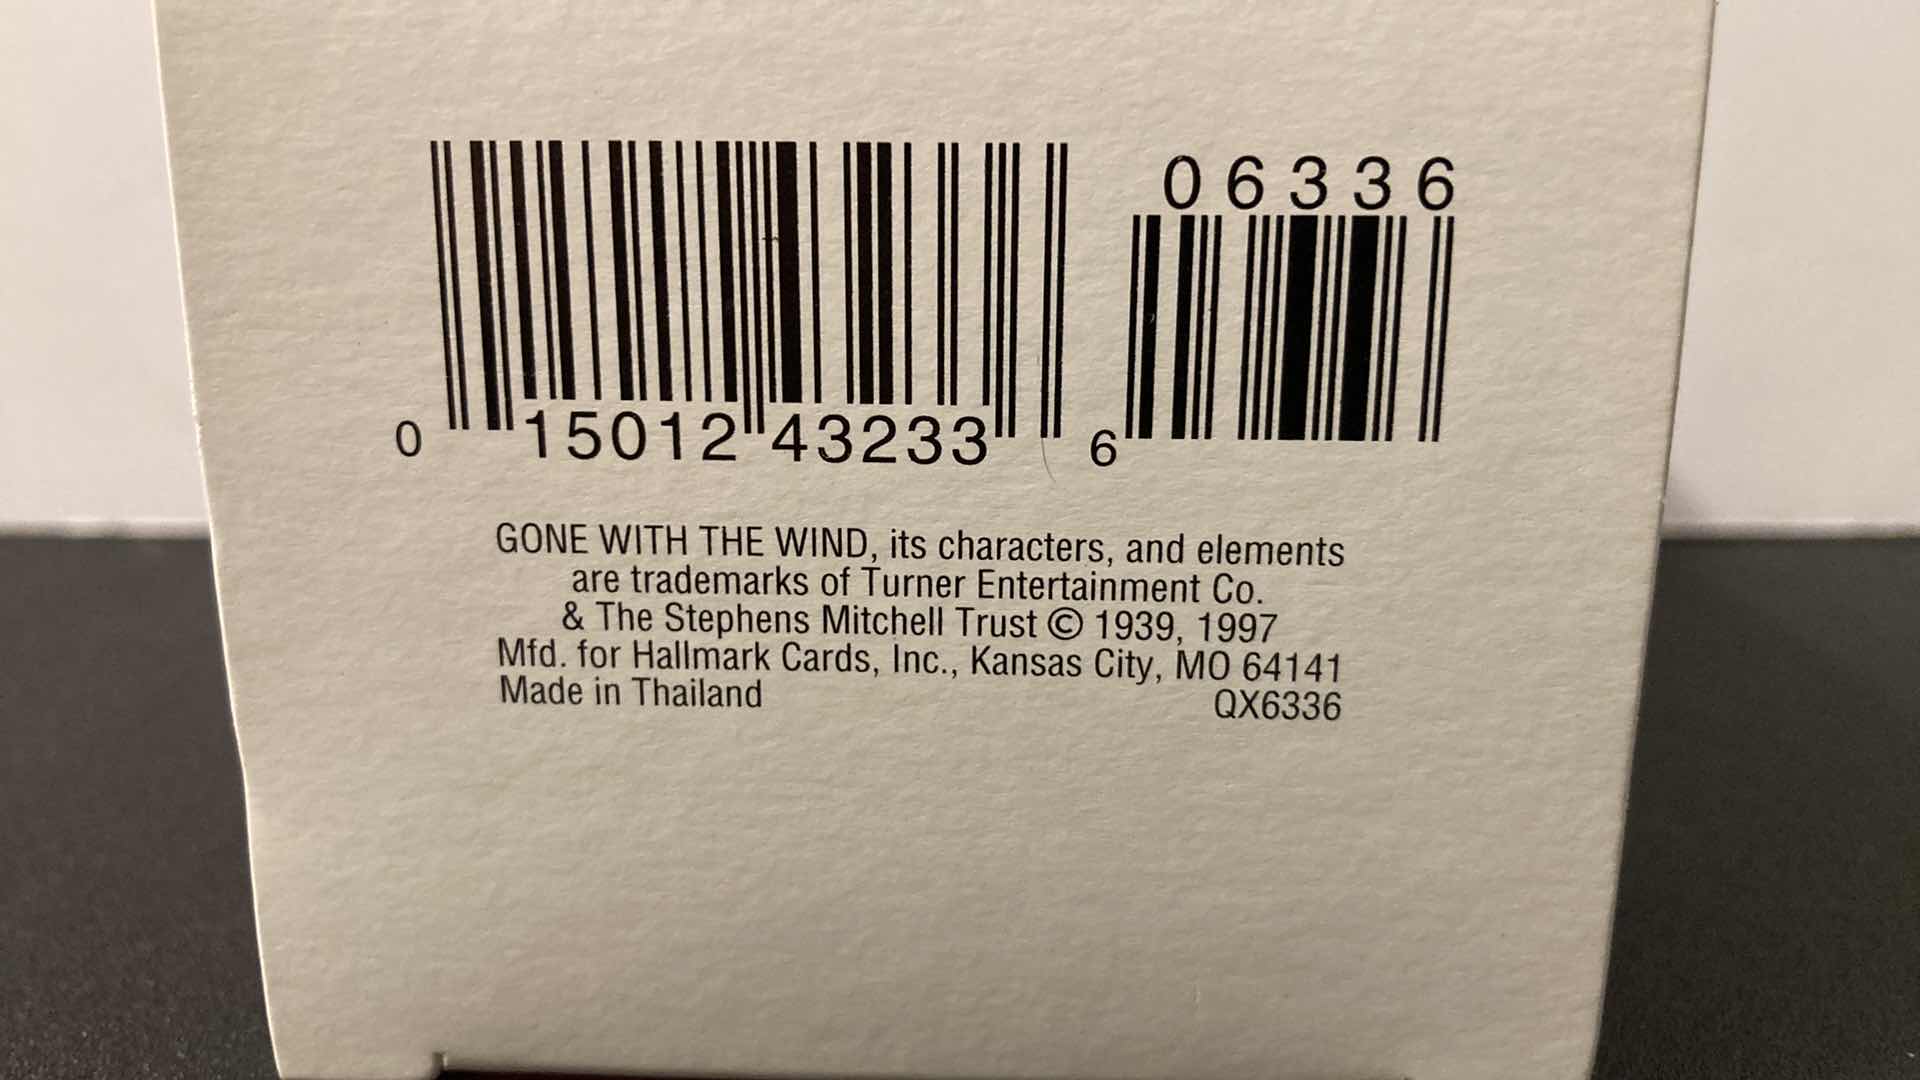 06336
0 15012 43233 6
GONE WITH THE WIND, its characters, and elements
are trademarks of Turner Entertainment Co.
& The Stephens Mitchell Trust © 1939, 1997
Mfd. for Hallmark Cards, Inc., Kansas City, MO 64141
Made in Thailand QX6336